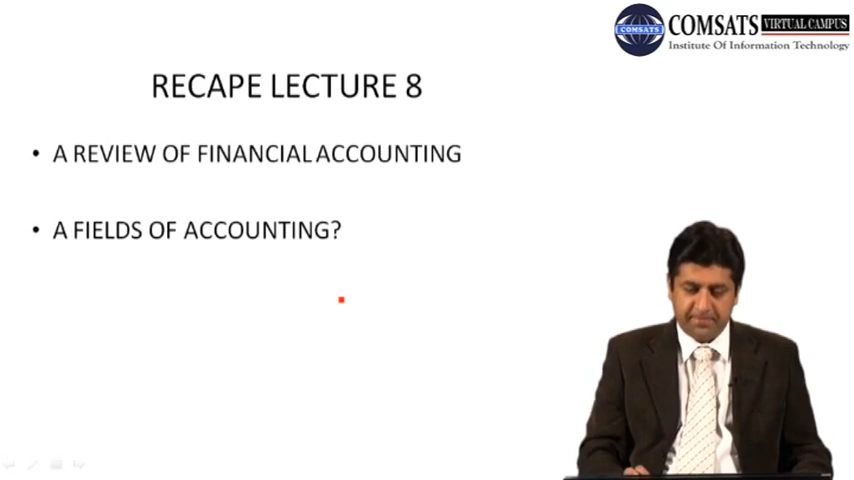 COMSATS VIRTUAL CAMPUS
COMSATS
Institute Of Information Technology
RECAPE LECTURE 8
• A REVIEW OF FINANCIAL ACCOUNTING
• A FIELDS OF ACCOUNTING?